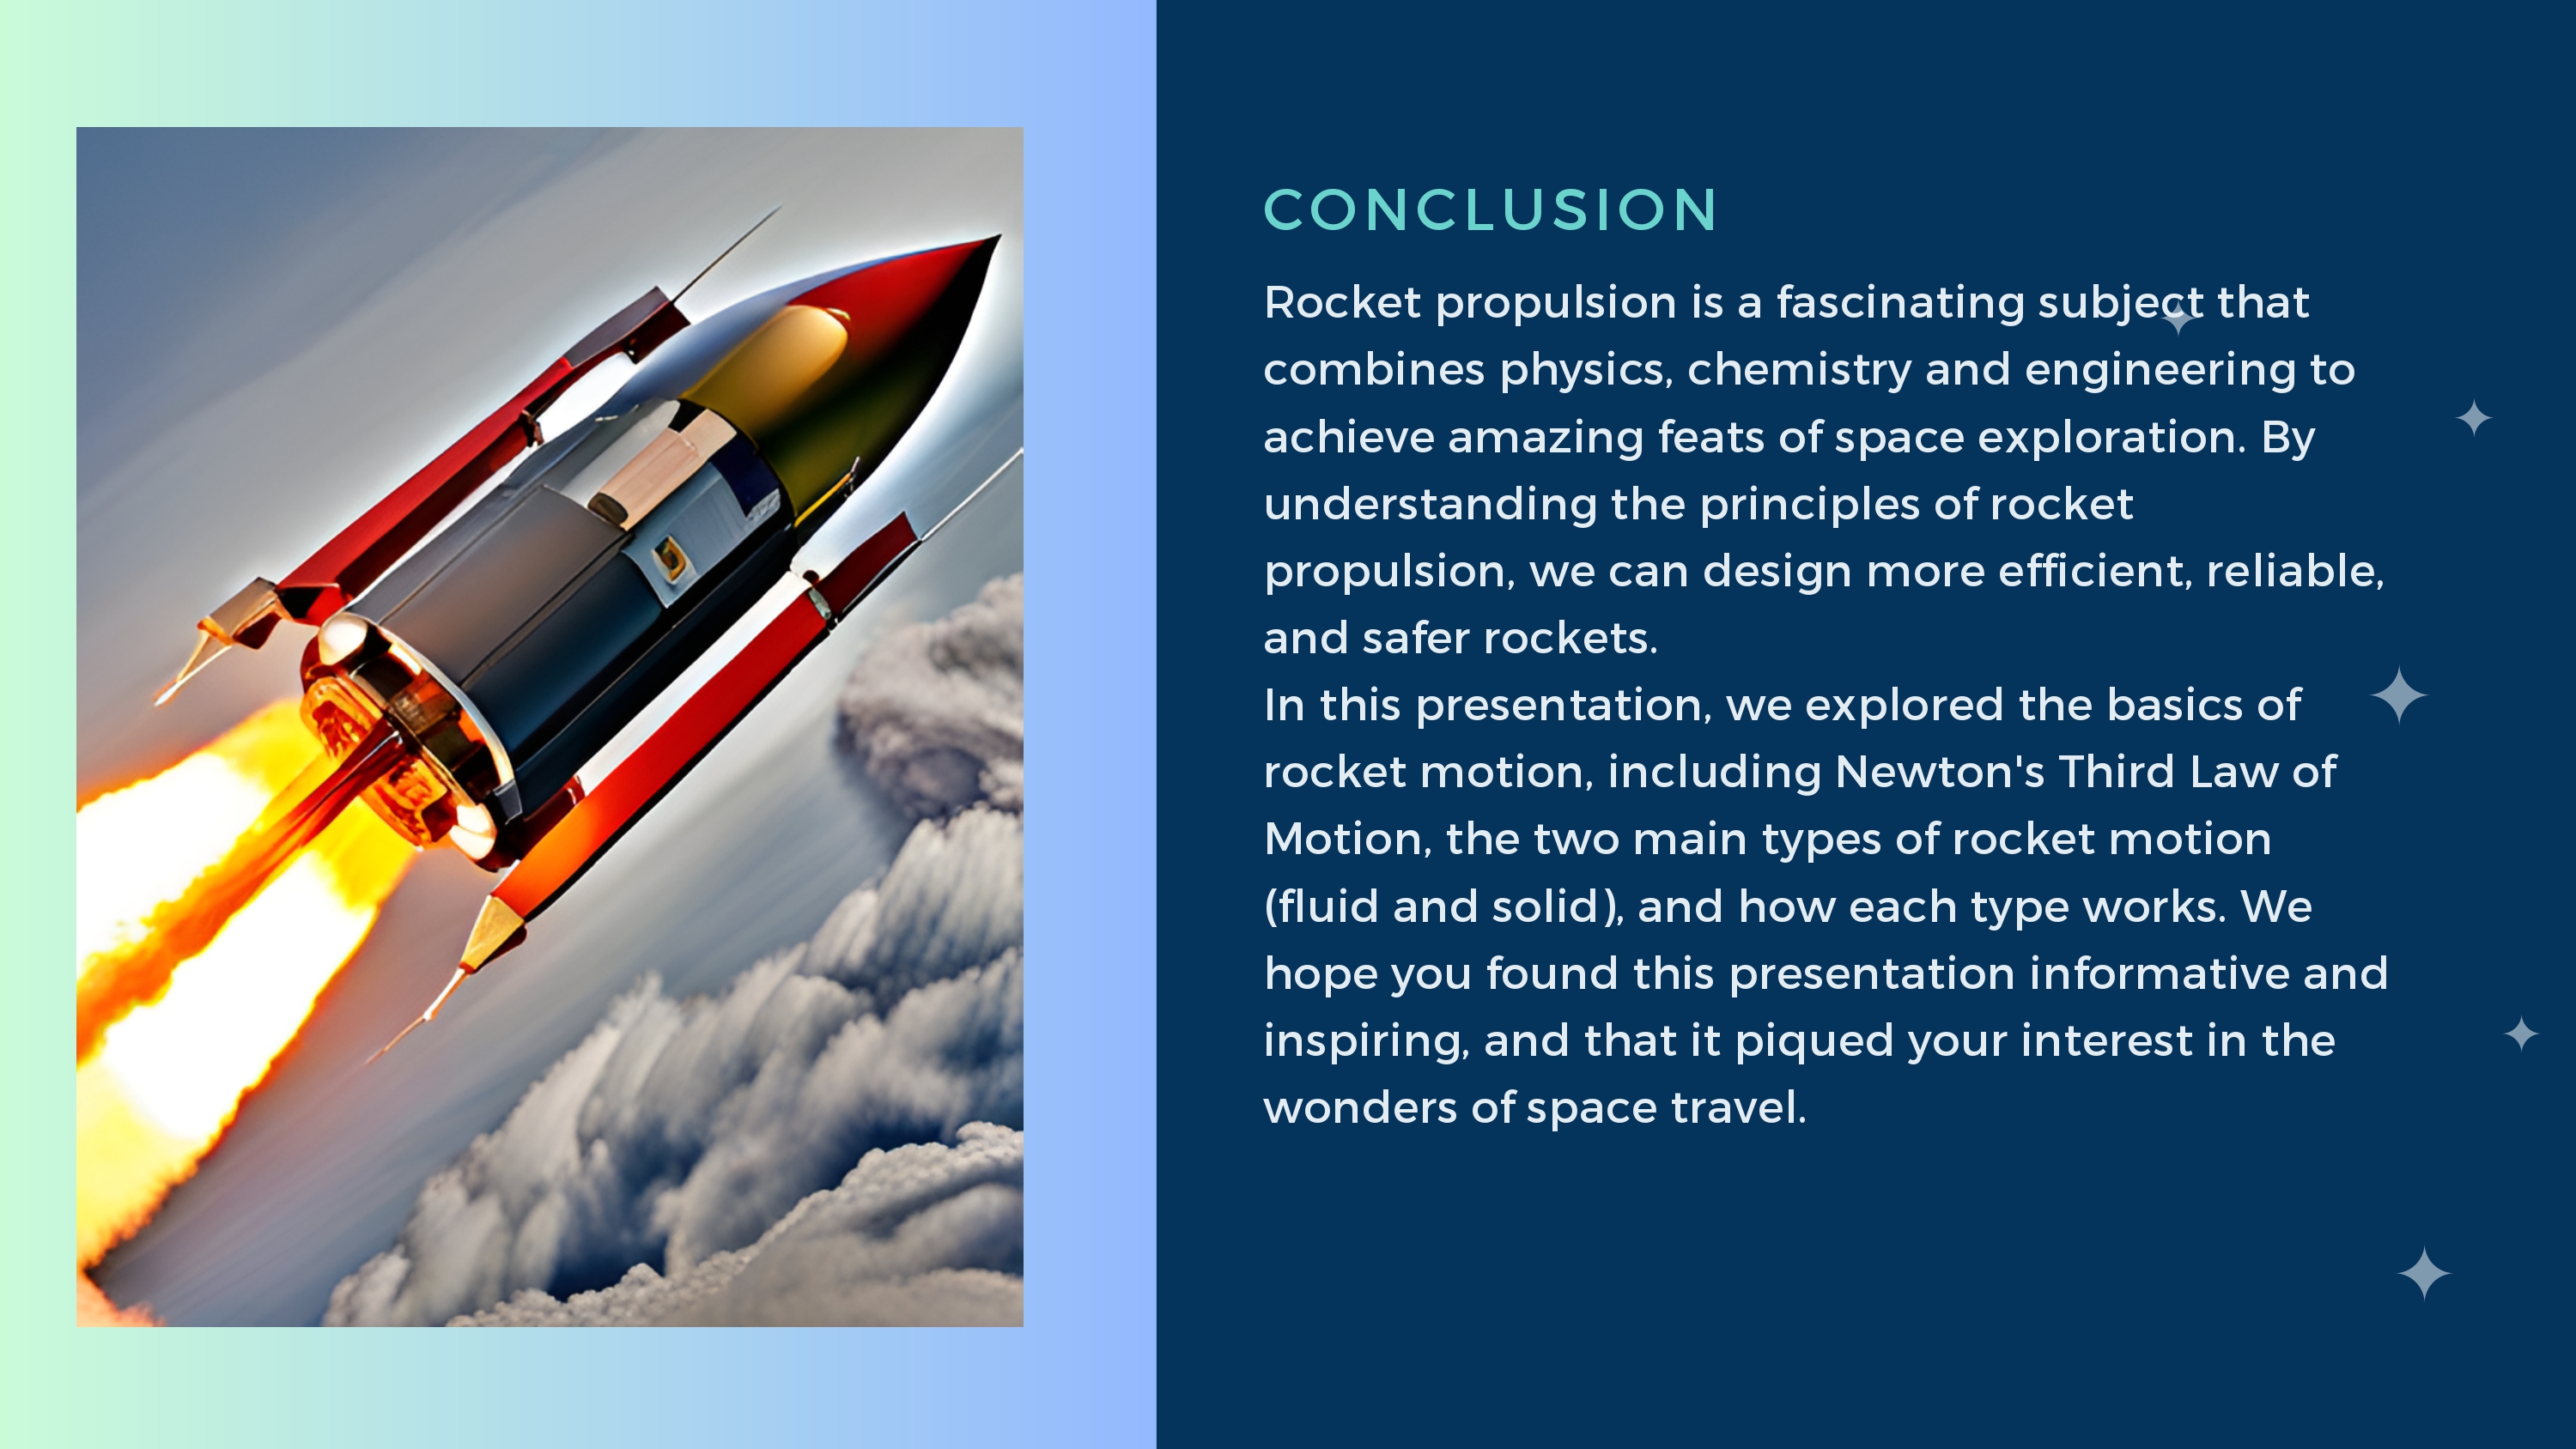 CONCLUSION
Rocket propulsion is a fascinating subject that
combines physics, chemistry and engineering to
achieve amazing feats of space exploration. By
understanding the principles of rocket
propulsion, we can design more efficient, reliable,
and safer rockets.
In this presentation, we explored the basics of
rocket motion, including Newton's Third Law of
Motion, the two main types of rocket motion
(fluid and solid), and how each type works. We
hope you found this presentation informative and
inspiring, and that it piqued your interest in the
wonders of space travel.